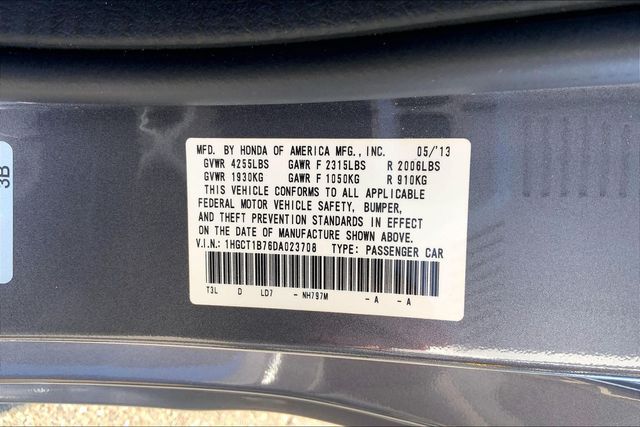 MFD. BY HONDA OF AMERICA MFG., INC. 05/'13
GVWR 4255LBS GAWR F 2315LBS R 2006LBS
GVWR 1930KG GAWR F 1050KG R 910KG
THIS VEHICLE CONFORMS TO ALL APPLICABLE
FEDERAL MOTOR VEHICLE SAFETY, BUMPER,
AND THEFT PREVENTION STANDARDS IN EFFECT
ON THE DATE OF MANUFACTURE SHOWN ABOVE.
V.I.N.: 1HGCT1B76DA023708 TYPE: PASSENGER CAR
T3L D LD7 - NH797M - A - A
3B